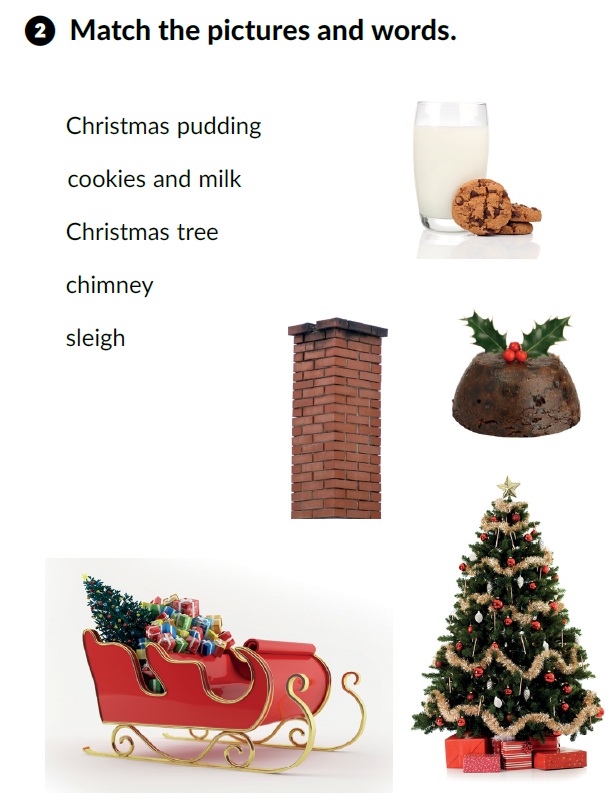 2 Match the pictures and words.
Christmas pudding
cookies and milk
Christmas tree
chimney
sleigh